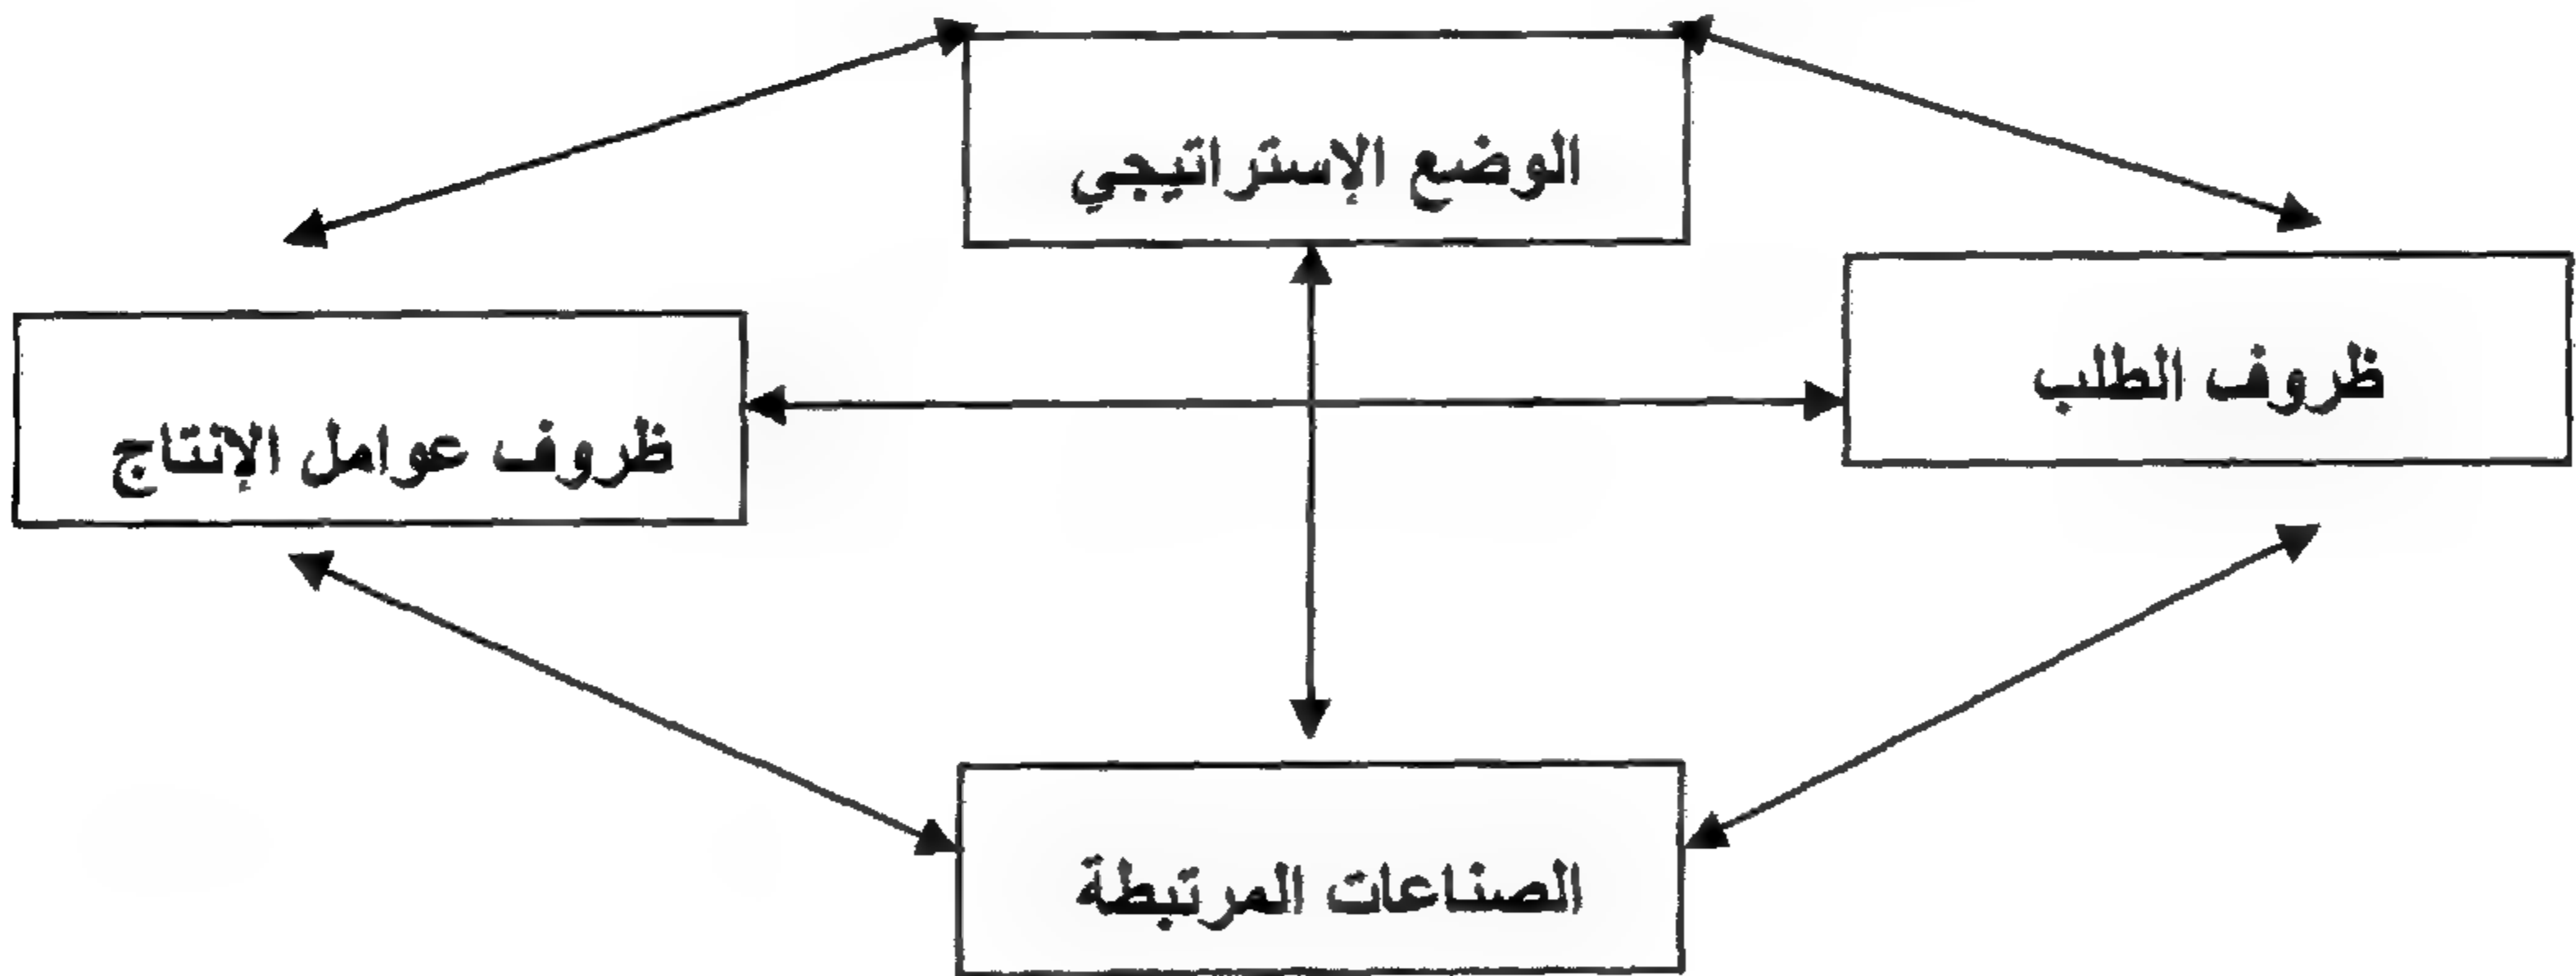 الوضع الإستراتيجي
ظروف الطلب
ظروف عوامل الإنتاج
الصناعات المرتبطة